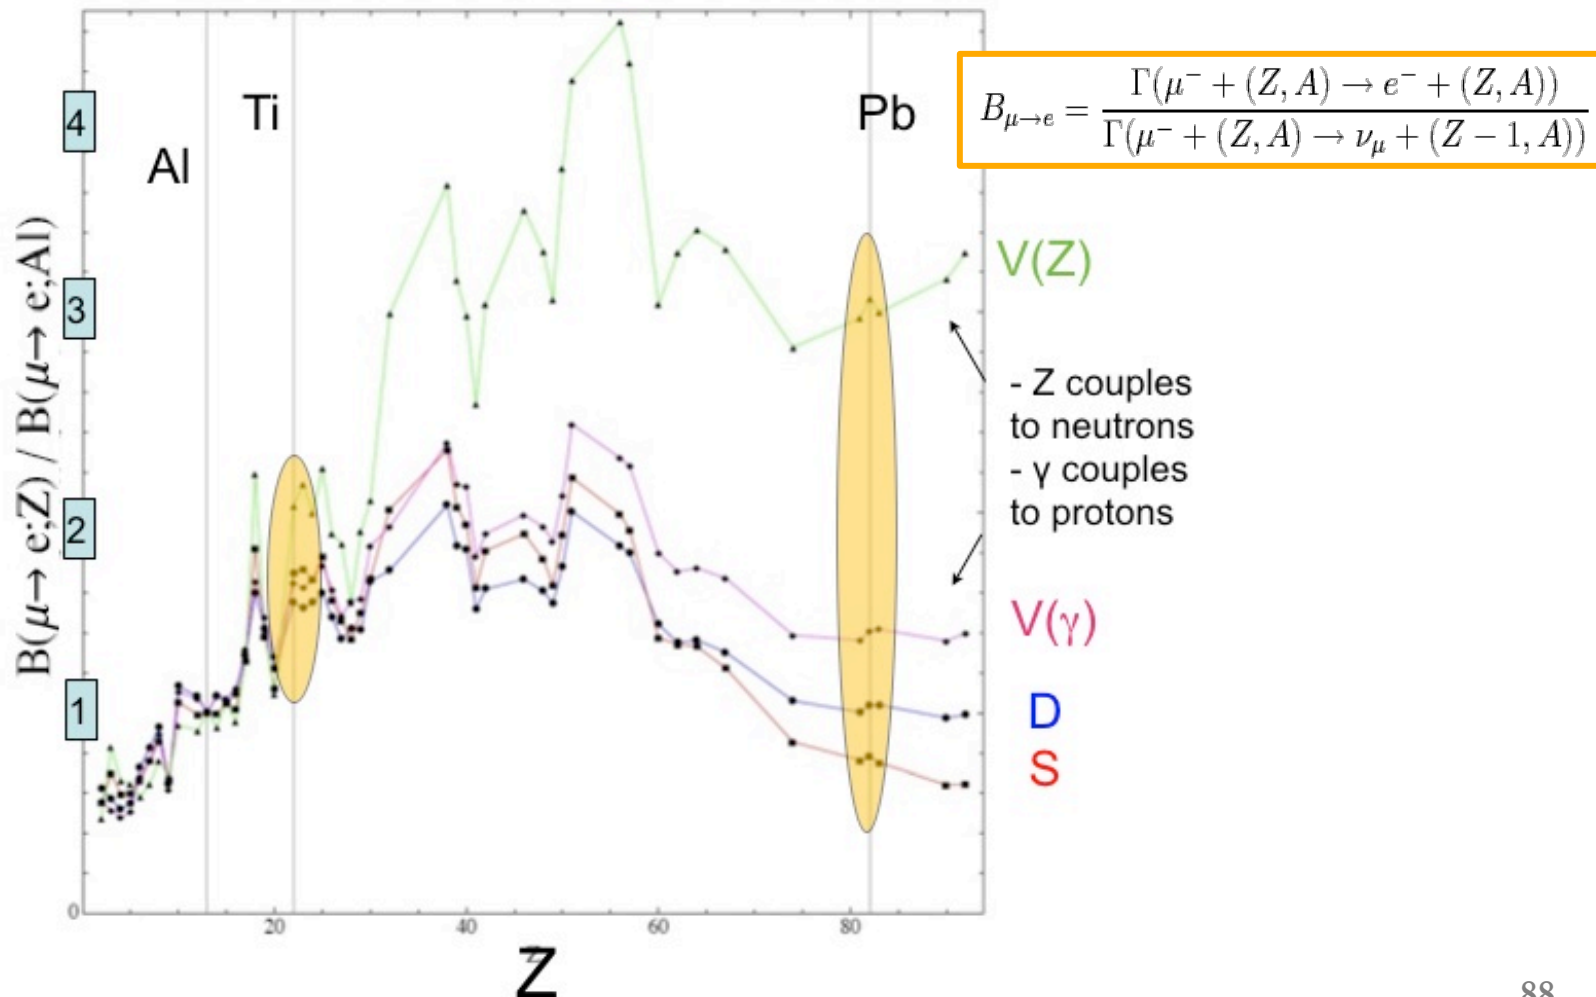 Ti
Pb
Al
B_{μ→e} = \frac{Γ(μ^- + (Z, A) → e^- + (Z, A))}{Γ(μ^- + (Z, A) → ν_μ + (Z − 1, A))}
4
3
2
1
0
B(μ→ e;Z) / B(μ→ e;Al)
V(Z)
- Z couples
to neutrons
- γ couples
to protons
V(γ)
D
S
20
40
60
80
Z
Z
88